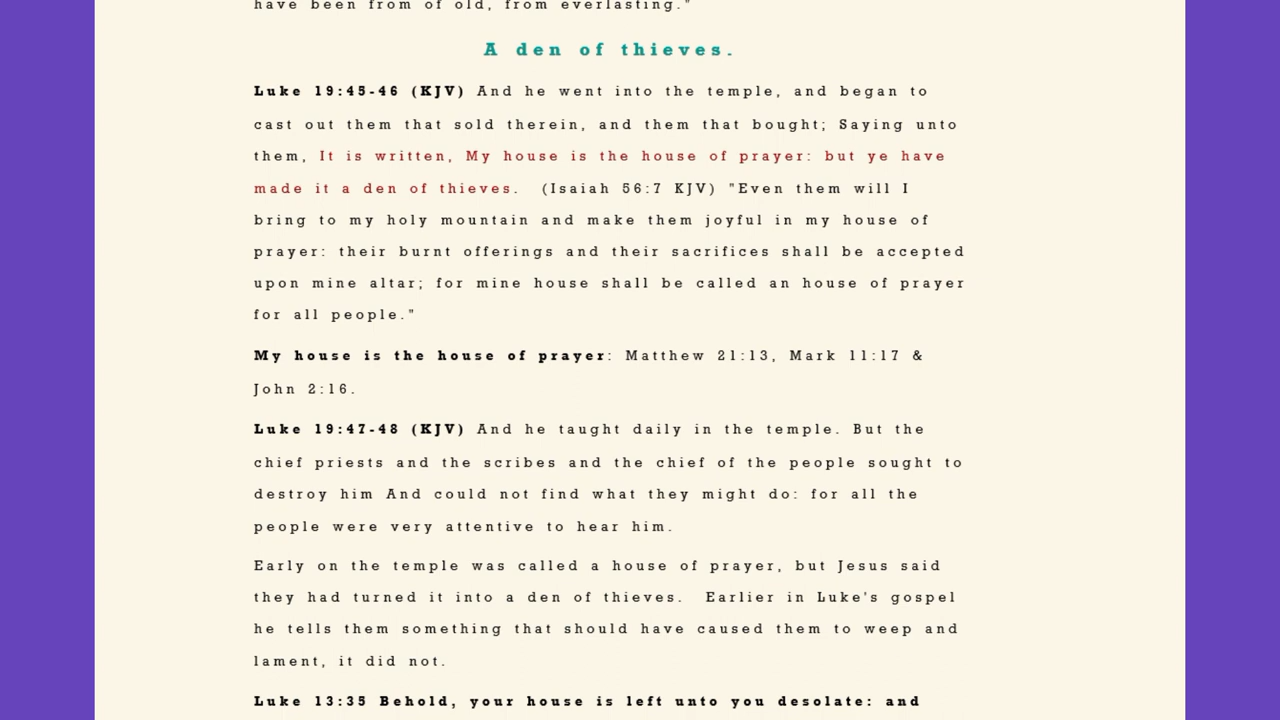 have been from of old, from everlasting."
A den of thieves.
Luke 19:45-46 (KJV) And he went into the temple, and began to
cast out them that sold therein, and them that bought; Saying unto
them, It is written, My house is the house of prayer: but ye have
made it a den of thieves. (Isaiah 56:7 KJV) "Even them will I
bring to my holy mountain and make them joyful in my house of
prayer: their burnt offerings and their sacrifices shall be accepted
upon mine altar; for mine house shall be called an house of prayer
for all people."
My house is the house of prayer: Matthew 21:13, Mark 11:17 &
John 2:16.
Luke 19:47-48 (KJV) And he taught daily in the temple. But the
chief priests and the scribes and the chief of the people sought to
destroy him And could not find what they might do: for all the
people were very attentive to hear him.
Early on the temple was called a house of prayer, but Jesus said
they had turned it into a den of thieves. Earlier in Luke's gospel
he tells them something that should have caused them to weep and
lament, it did not.
Luke 13:35 Behold, your house is left unto you desolate: and